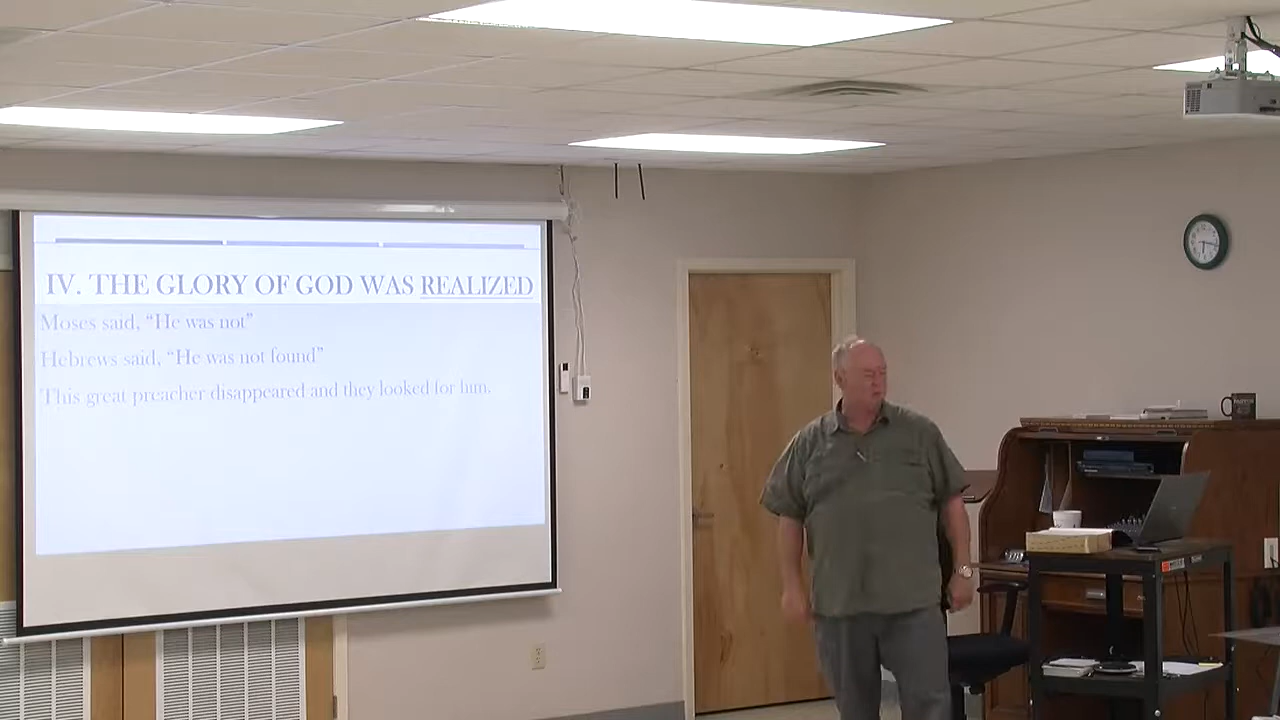 IV. THE GLORY OF GOD WAS REALIZED
Moses said, “He was not”
Hebrews said, “He was not found”
This great preacher disappeared and they looked for him.